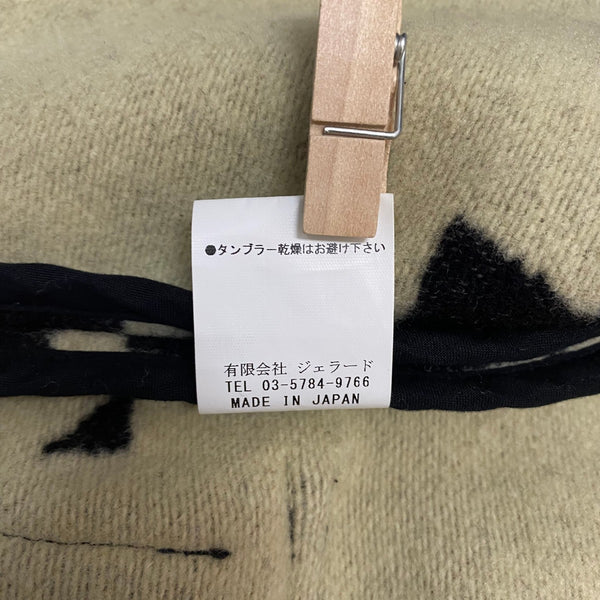 ●タンブラー乾燥はお避け下さい
有限会社 ジェラード
TEL 03-5784-9766
MADE IN JAPAN